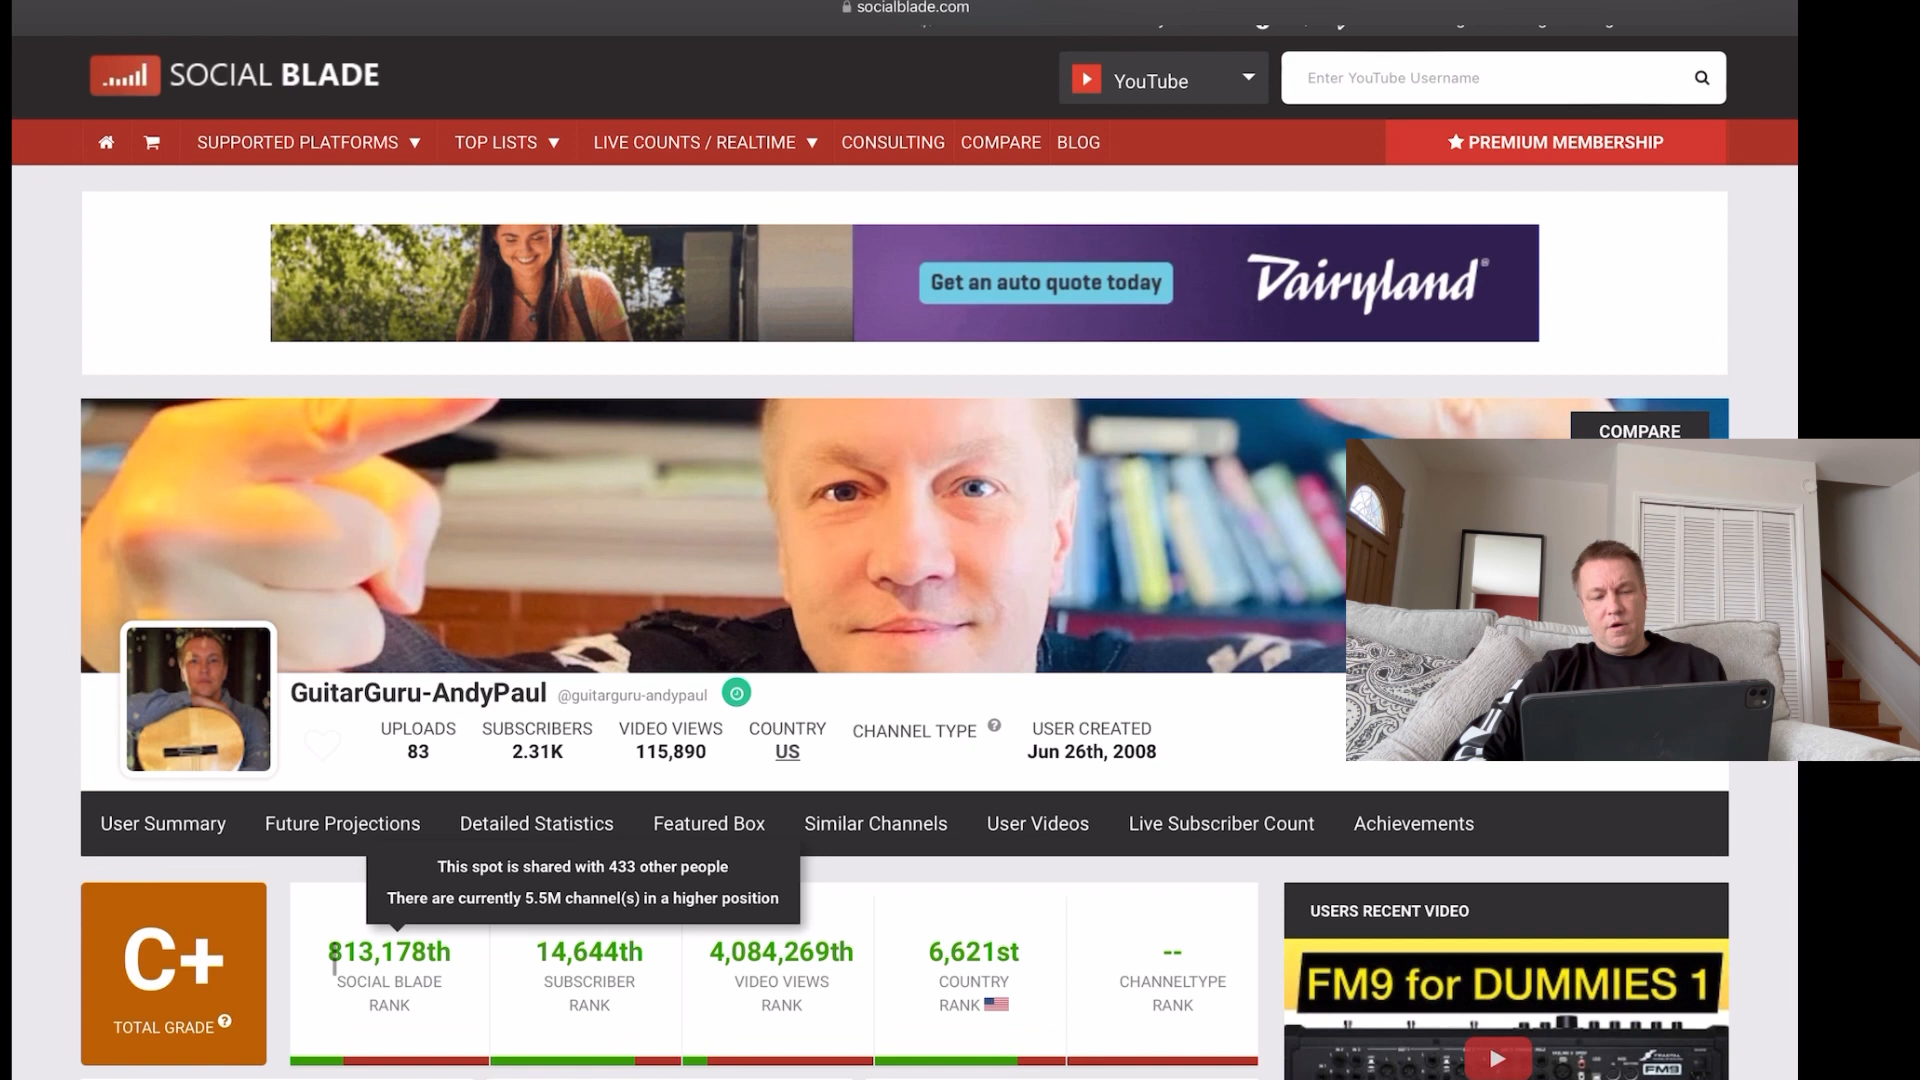 socialblade.com
SOCIAL BLADE
YouTube
Enter YouTube Username
SUPPORTED PLATFORMS ▼ TOP LISTS ▼ LIVE COUNTS / REALTIME ▼ CONSULTING COMPARE BLOG
PREMIUM MEMBERSHIP
Get an auto quote today
Dairyland®
COMPARE
GuitarGuru-AndyPaul @guitarguru-andypaul
UPLOADS SUBSCRIBERS VIDEO VIEWS COUNTRY CHANNEL TYPE ? USER CREATED
83 2.31K 115,890 US Jun 26th, 2008
User Summary Future Projections Detailed Statistics Featured Box Similar Channels User Videos Live Subscriber Count Achievements
This spot is shared with 433 other people
There are currently 5.5M channel(s) in a higher position
C+
TOTAL GRADE ?
813,178th
SOCIAL BLADE
RANK
14,644th
SUBSCRIBER
RANK
4,084,269th
VIDEO VIEWS
RANK
6,621st
COUNTRY
RANK
--
CHANNELTYPE
RANK
USERS RECENT VIDEO
FM9 for DUMMIES 1
FM9